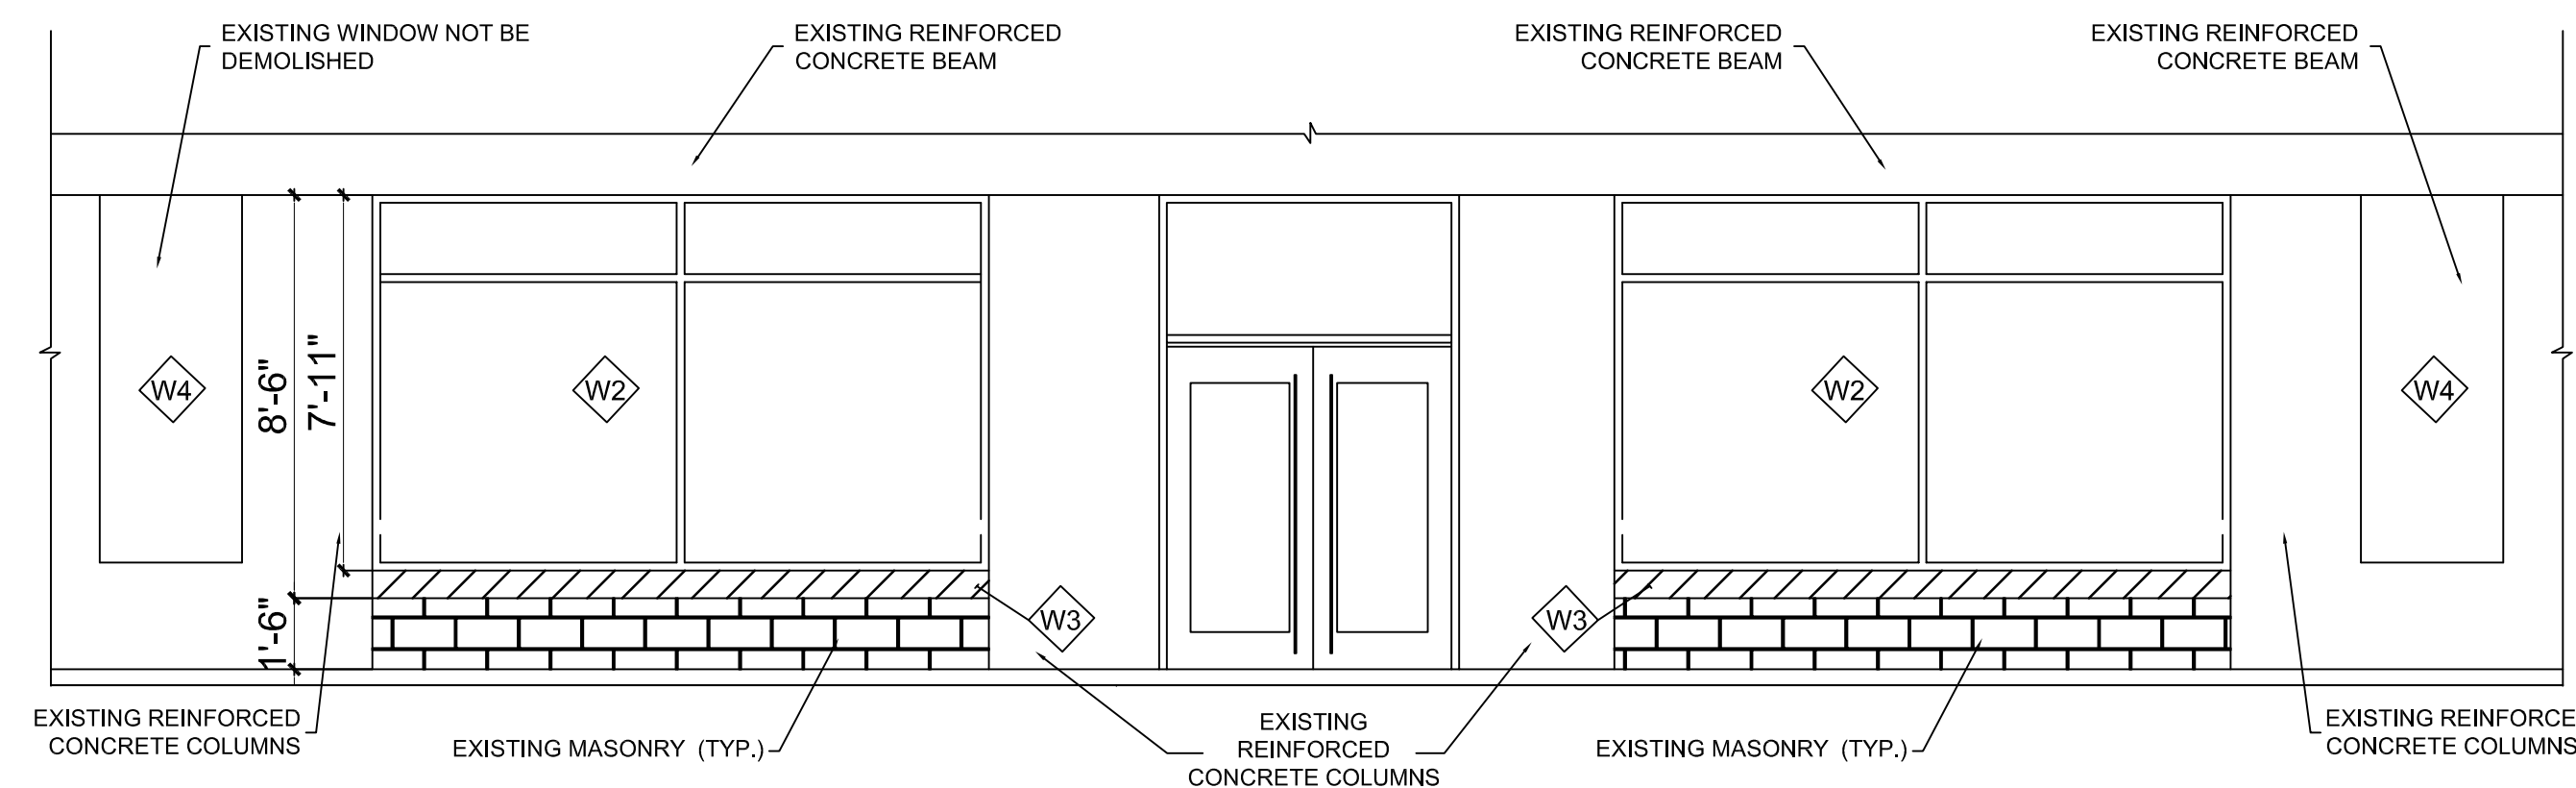 EXISTING WINDOW NOT BE
DEMOLISHED
EXISTING REINFORCED
CONCRETE BEAM
EXISTING REINFORCED
CONCRETE BEAM
EXISTING REINFORCED
CONCRETE BEAM
W4
8'-6"
7'-11"
W2
W2
W4
1'-6"
W3
W3
EXISTING REINFORCED
CONCRETE COLUMNS
EXISTING MASONRY (TYP.)
EXISTING
REINFORCED
CONCRETE COLUMNS
EXISTING MASONRY (TYP.)
EXISTING REINFORCE
CONCRETE COLUMNS